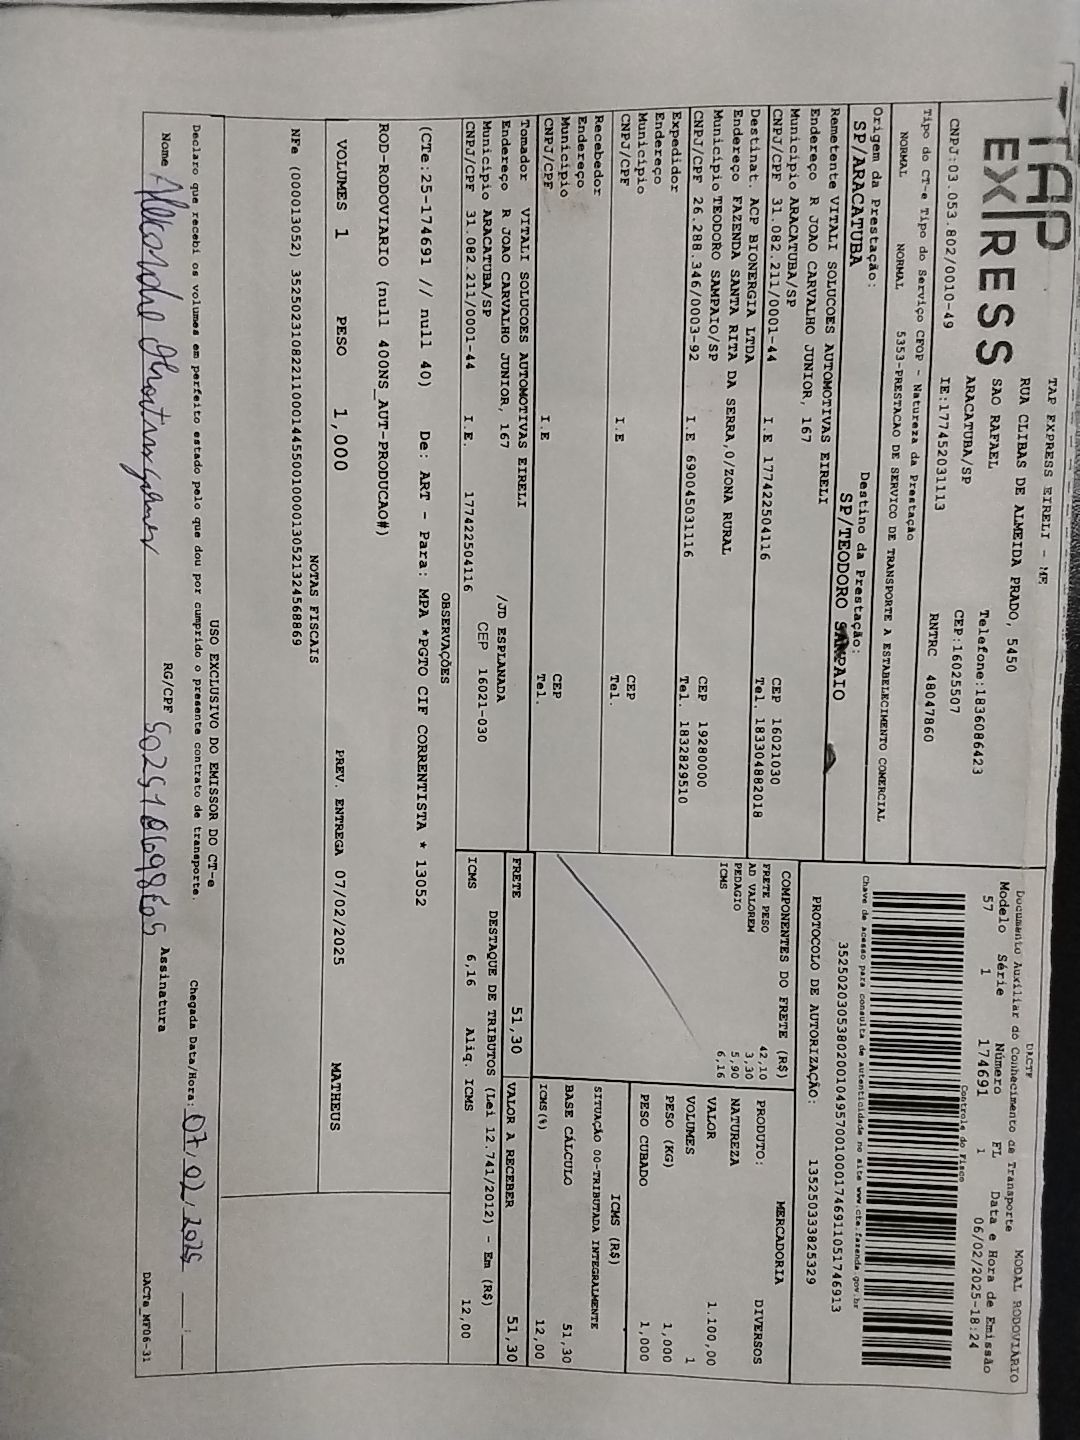 TAP EXPRESS
TAP EXPRESS EIRELI - ME
RUA CLIBAS DE ALMEIDA PRADO, 5450
SAO RAFAEL Telefone:1836086423
ARACATUBA/SP CEP:16025507
CNPJ:03.053.802/0010-49 IE:177452031113 RNTRC 48047860
Tipo do CT-e Tipo do Serviço CFOP - Natureza da Prestação
NORMAL NORMAL 5353-PRESTACAO DE SERVICO DE TRANSPORTE A ESTABELECIMENTO COMERCIAL
Origem da Prestação: Destino da Prestação:
SP/ARACATUBA SP/TEODORO SAMPAIO
DACTE
Documento Auxiliar do Conhecimento de Transporte MODAL RODOVIÁRIO
Modelo Série Número FL Data e Hora de Emissão
57 1 174691 1 06/02/2025-18:24
Controle do Fisco
Chave de acesso para consulta de autenticidade no site www.cte.fazenda.gov.br
35250203053802001049570010001746911051746913
PROTOCOLO DE AUTORIZAÇÃO: 135250333825329
Remetente VITALI SOLUCOES AUTOMOTIVAS EIRELI
Endereço R JOAO CARVALHO JUNIOR, 167
Município ARACATUBA/SP CEP 16021030
CNPJ/CPF 31.082.211/0001-44 I.E 177422504116 Tel. 183304882018
Destinat. ACP BIONERGIA LTDA
Endereço FAZENDA SANTA RITA DA SERRA,0/ZONA RURAL
Município TEODORO SAMPAIO/SP CEP 19280000
CNPJ/CPF 26.288.346/0003-92 I.E 690045031116 Tel. 1832829510
Expedidor
Endereço
Município CEP
CNPJ/CPF I.E Tel.
Recebedor
Endereço
Município CEP
CNPJ/CPF I.E Tel.
Tomador VITALI SOLUCOES AUTOMOTIVAS EIRELI
Endereço R JOAO CARVALHO JUNIOR, 167 /JD ESPLANADA
Município ARACATUBA/SP CEP 16021-030
CNPJ/CPF 31.082.211/0001-44 I.E. 177422504116
COMPONENTES DO FRETE (R$)
FRETE PESO 42,10
AD VALOREM 3,30
PEDAGIO 5,90
ICMS 6,16
MERCADORIA
PRODUTO: DIVERSOS
NATUREZA
VALOR 1.100,00
VOLUMES 1
PESO (KG) 1,000
PESO CUBADO 1,000
ICMS (R$)
SITUAÇÃO 00-TRIBUTADA INTEGRALMENTE
BASE CÁLCULO 51,30
ICMS(%) 12,00
FRETE 51,30 VALOR A RECEBER 51,30
DESTAQUE DE TRIBUTOS (Lei 12.741/2012) - Em (R$)
ICMS 6,16 Aliq. ICMS 12,00
OBSERVAÇÕES
(CTe:25-174691 // null 40) De: ART - Para: MPA *PGTO CIF CORRENTISTA * 13052
ROD-RODOVIARIO (null 400NS_AUT-PRODUCAO#)
VOLUMES 1 PESO 1,000 PREV. ENTREGA 07/02/2025 MATHEUS
NOTAS FISCAIS
NFe (000013052) 35250231082211000144550010000130521324568869
USO EXCLUSIVO DO EMISSOR DO CT-e
Declaro que recebi os volumes em perfeito estado pelo que dou por cumprido o presente contrato de transporte. Chegada Data/Hora: 07/02/2025
Nome RG/CPF Assinatura
DACTe_MF06-31